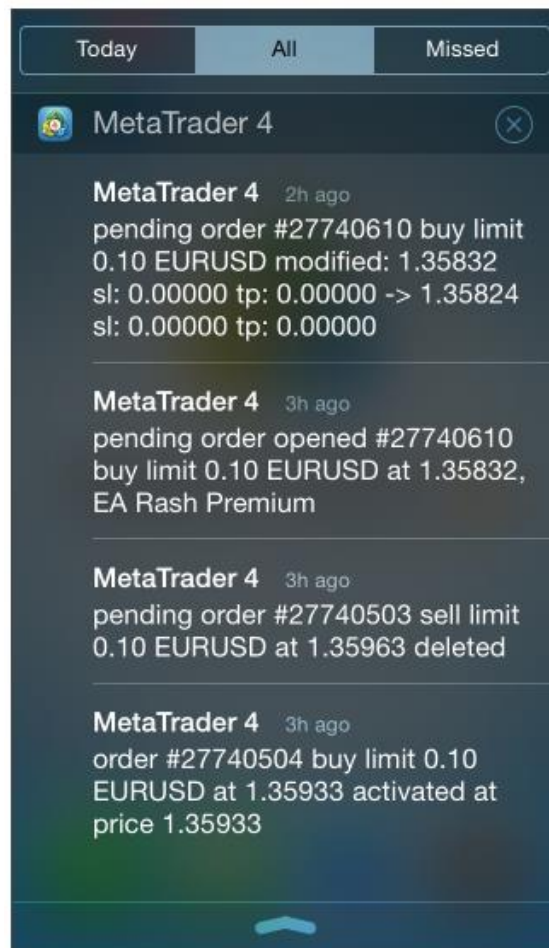 Today All Missed
MetaTrader 4
MetaTrader 4 2h ago
pending order #27740610 buy limit
0.10 EURUSD modified: 1.35832
sl: 0.00000 tp: 0.00000 -> 1.35824
sl: 0.00000 tp: 0.00000
MetaTrader 4 3h ago
pending order opened #27740610
buy limit 0.10 EURUSD at 1.35832,
EA Rash Premium
MetaTrader 4 3h ago
pending order #27740503 sell limit
0.10 EURUSD at 1.35963 deleted
MetaTrader 4 3h ago
order #27740504 buy limit 0.10
EURUSD at 1.35933 activated at
price 1.35933